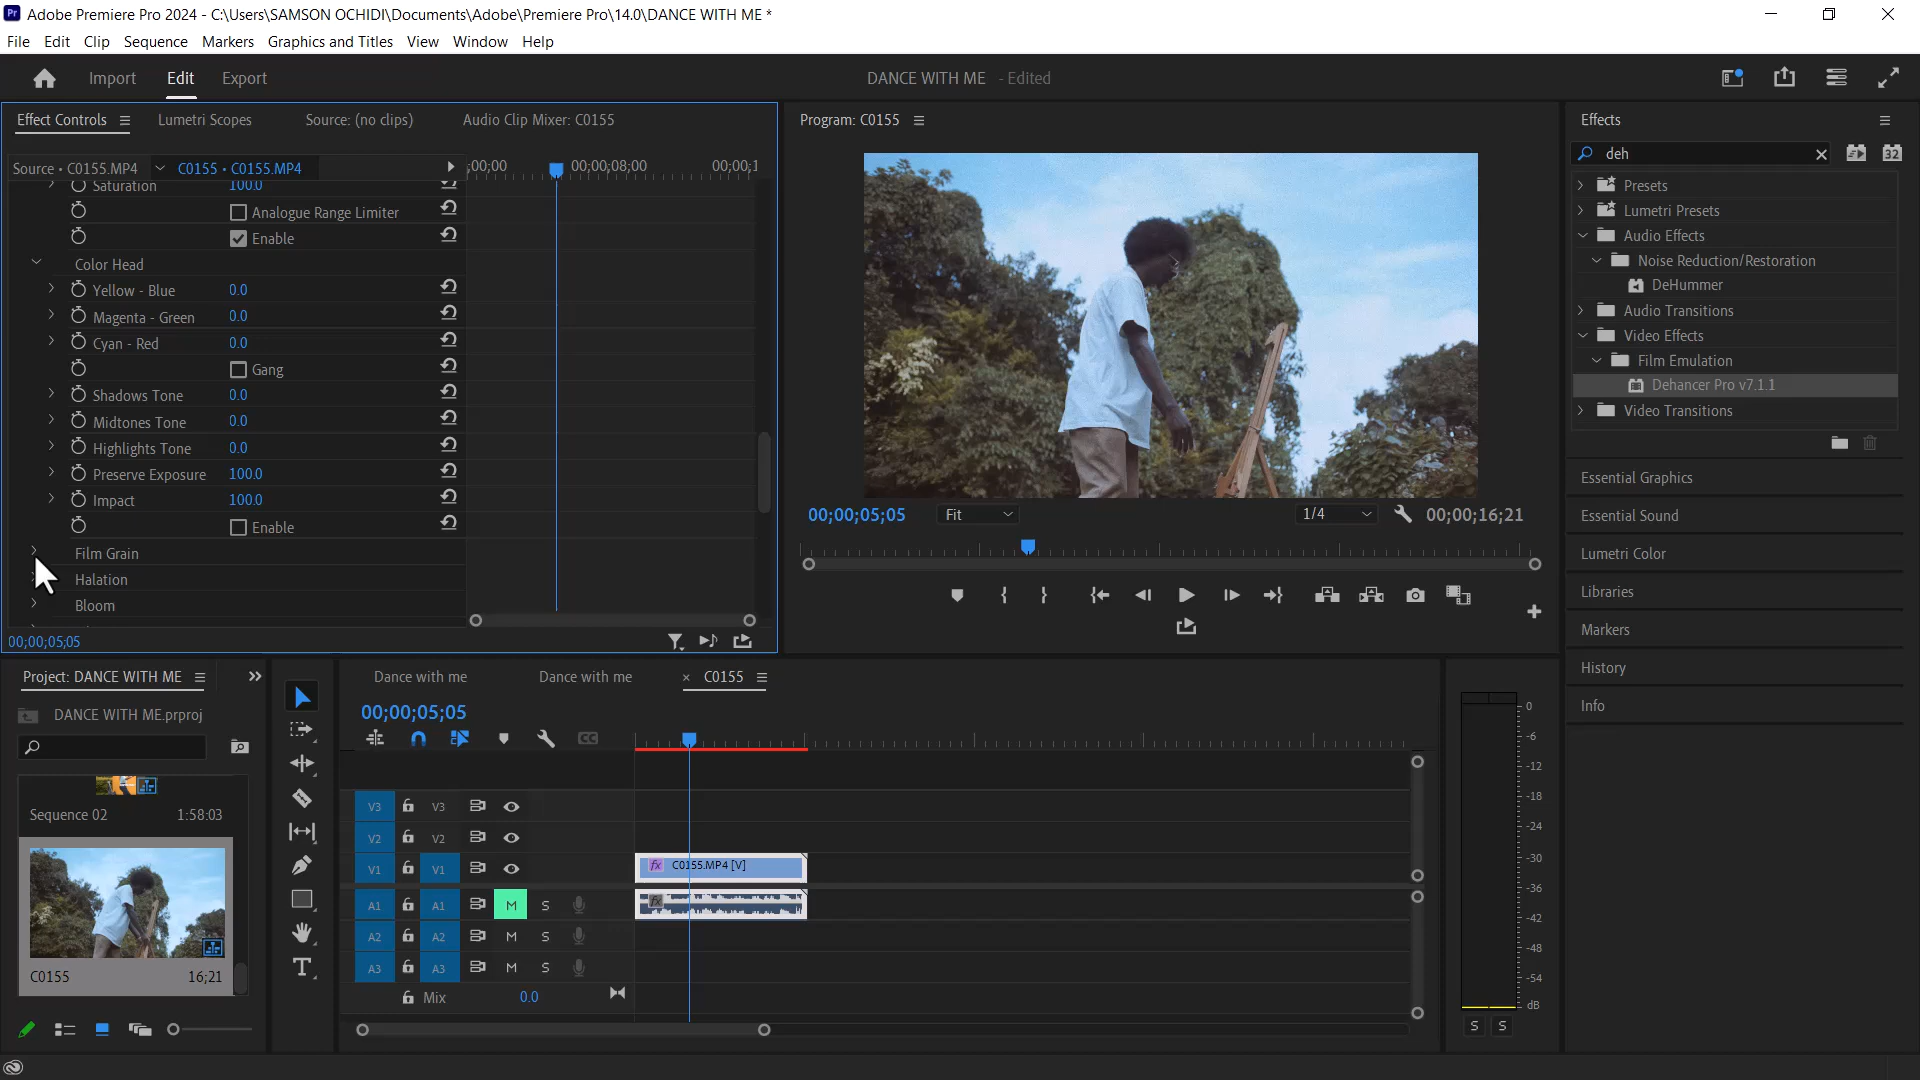 Adobe Premiere Pro 2024 - C:\Users\SAMSON OCHIDI\Documents\Adobe\Premiere Pro\14.0\DANCE WITH ME *
File Edit Clip Sequence Markers Graphics and Titles View Window Help
Import Edit Export
DANCE WITH ME - Edited
Effect Controls
Lumetri Scopes
Source: (no clips)
Audio Clip Mixer: C0155
Source • C0155.MP4
C0155 • C0155.MP4
;00;00
00;00;08;00
00;00;1
Saturation 100.0
Analogue Range Limiter
Enable
Color Head
Yellow - Blue 0.0
Magenta - Green 0.0
Cyan - Red 0.0
Gang
Shadows Tone 0.0
Midtones Tone 0.0
Highlights Tone 0.0
Preserve Exposure 100.0
Impact 100.0
Enable
Film Grain
Halation
Bloom
00;00;05;05
Program: C0155
00;00;05;05
Fit
1/4
00;00;16;21
Effects
deh
32
Presets
Lumetri Presets
Audio Effects
Noise Reduction/Restoration
DeHummer
Audio Transitions
Video Effects
Film Emulation
Dehancer Pro v7.1.1
Video Transitions
Essential Graphics
Essential Sound
Lumetri Color
Libraries
Markers
History
Info
Project: DANCE WITH ME
DANCE WITH ME.prproj
Sequence 02 1:58:03
C0155 16;21
Dance with me
Dance with me
× C0155
00;00;05;05
CC
V3 V3
V2 V2
V1 V1
fx C0155.MP4 [V]
A1 A1 M S
fx
A2 A2 M S
A3 A3 M S
Mix 0.0
0
-6
-12
-18
-24
-30
-36
-42
-48
-54
dB
S S